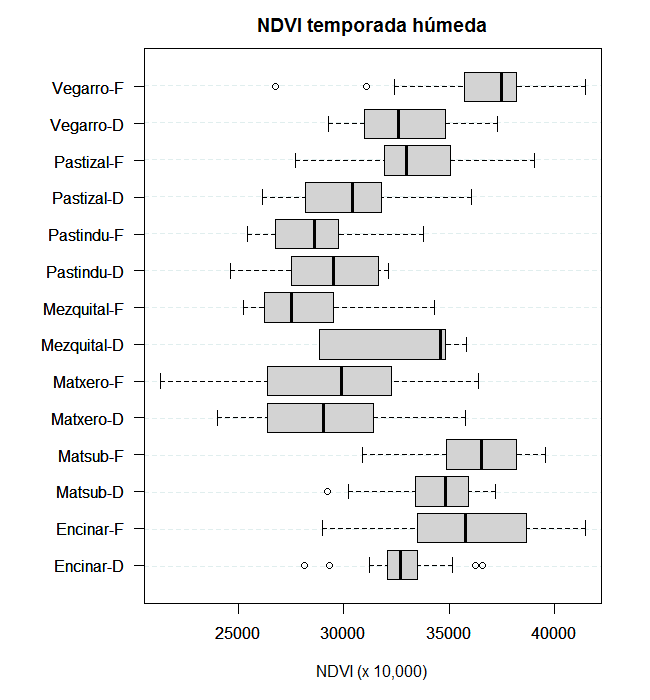 NDVI temporada húmeda
Vegarro-F
Vegarro-D
Pastizal-F
Pastizal-D
Pastindu-F
Pastindu-D
Mezquital-F
Mezquital-D
Matxero-F
Matxero-D
Matsub-F
Matsub-D
Encinar-F
Encinar-D
25000 30000 35000 40000
NDVI (x 10,000)